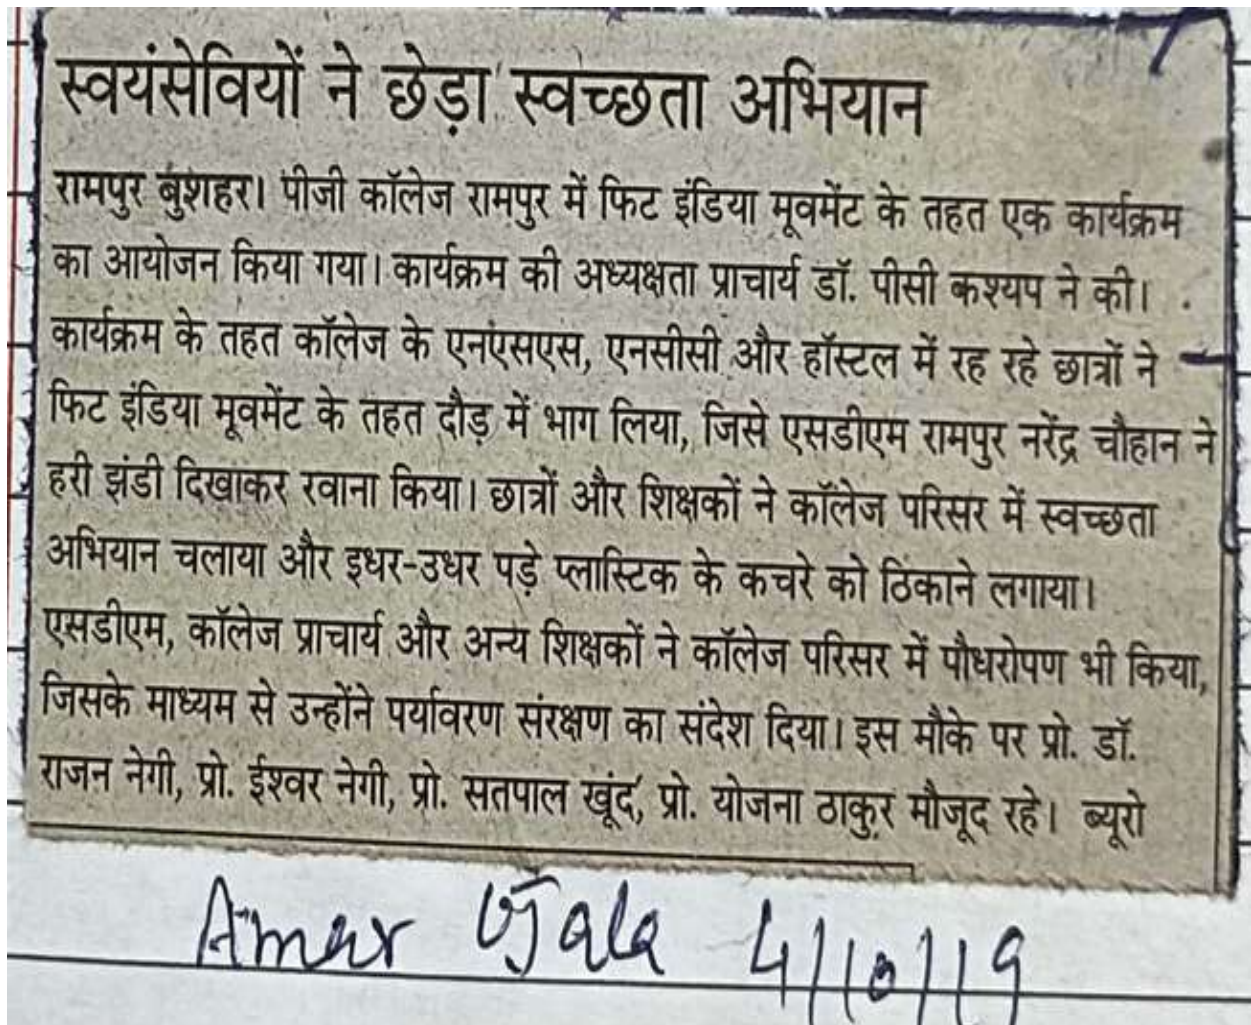 स्वयंसेवियों ने छेड़ा स्वच्छता अभियान
रामपुर बुशहर। पीजी कॉलेज रामपुर में फिट इंडिया मूवमेंट के तहत एक कार्यक्रम
का आयोजन किया गया। कार्यक्रम की अध्यक्षता प्राचार्य डॉ. पीसी कश्यप ने की।
कार्यक्रम के तहत कॉलेज के एनएसएस, एनसीसी और हॉस्टल में रह रहे छात्रों ने
फिट इंडिया मूवमेंट के तहत दौड़ में भाग लिया, जिसे एसडीएम रामपुर नरेंद्र चौहान ने
हरी झंडी दिखाकर रवाना किया। छात्रों और शिक्षकों ने कॉलेज परिसर में स्वच्छता
अभियान चलाया और इधर-उधर पड़े प्लास्टिक के कचरे को ठिकाने लगाया।
एसडीएम, कॉलेज प्राचार्य और अन्य शिक्षकों ने कॉलेज परिसर में पौधरोपण भी किया,
जिसके माध्यम से उन्होंने पर्यावरण संरक्षण का संदेश दिया। इस मौके पर प्रो. डॉ.
राजन नेगी, प्रो. ईश्वर नेगी, प्रो. सतपाल खूंद, प्रो. योजना ठाकुर मौजूद रहे। ब्यूरो
Amar Ujala 4/10/19